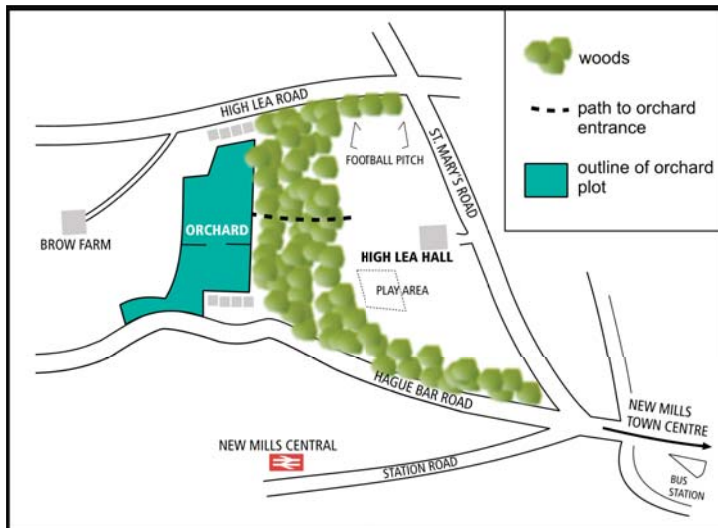 woods
path to orchard
entrance
outline of orchard
plot
HIGH LEA ROAD
ST. MARY'S ROAD
FOOTBALL PITCH
ORCHARD
BROW FARM
HIGH LEA HALL
PLAY AREA
HAGUE BAR ROAD
NEW MILLS
TOWN CENTRE
NEW MILLS CENTRAL
STATION ROAD
BUS
STATION